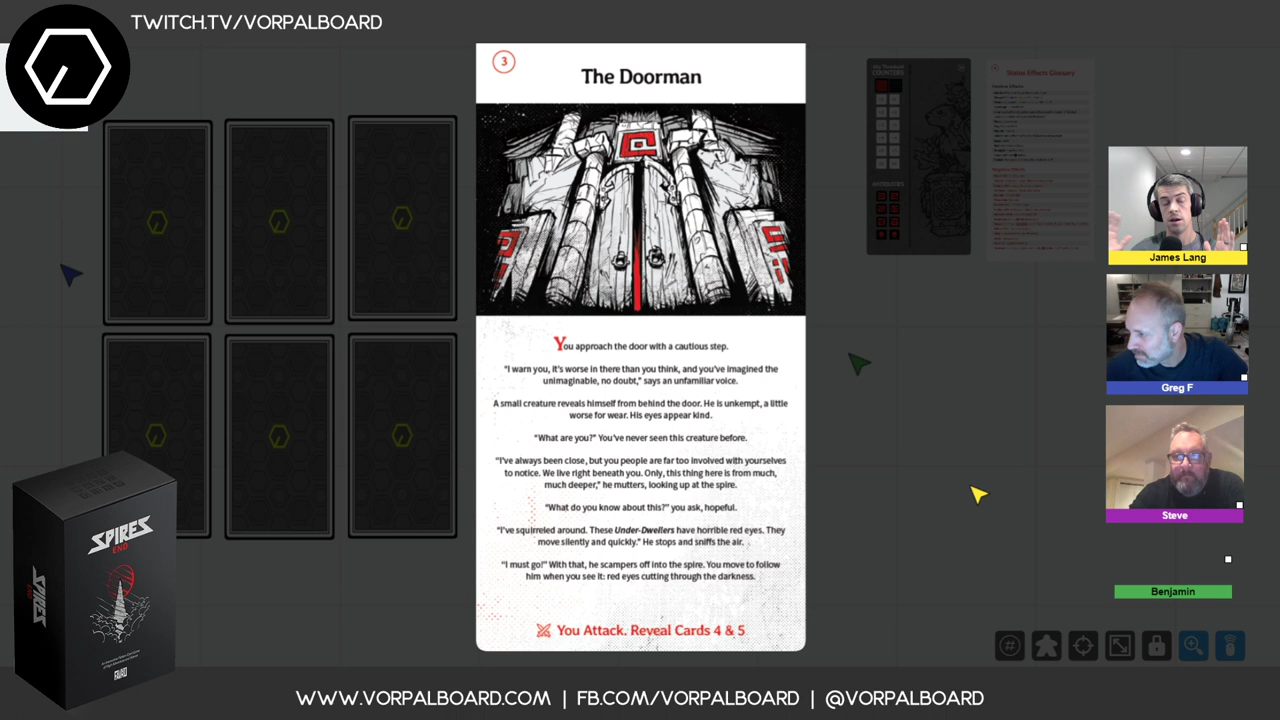 TWITCH.TV/VORPALBOARD
3
The Doorman
You approach the door with a cautious step.
"I warn you, it's worse in there than you think, and you've imagined the
unimaginable, no doubt," says an unfamiliar voice.
A small creature reveals himself from behind the door. He is unkempt, a little
worse for wear. His eyes appear kind.
"What are you?" You've never seen this creature before.
"I've always been close, but you people are far too involved with yourselves
to notice. We live right beneath you. Only, this thing here is from much,
much deeper," he mutters, looking up at the spire.
"What do you know about this?" you ask, hopeful.
"I've squirreled around. These Under-Dwellers have horrible red eyes. They
move silently and quickly." He stops and sniffs the air.
"I must go!" With that, he scampers off into the spire. You move to follow
him when you see it: red eyes cutting through the darkness.
You Attack. Reveal Cards 4 & 5
COUNTERS
Status Effects Glossary
James Lang
Greg F
Steve
Benjamin
SPIRES
END
SPIRES
END
FAVRO
WWW.VORPALBOARD.COM | FB.COM/VORPALBOARD | @VORPALBOARD